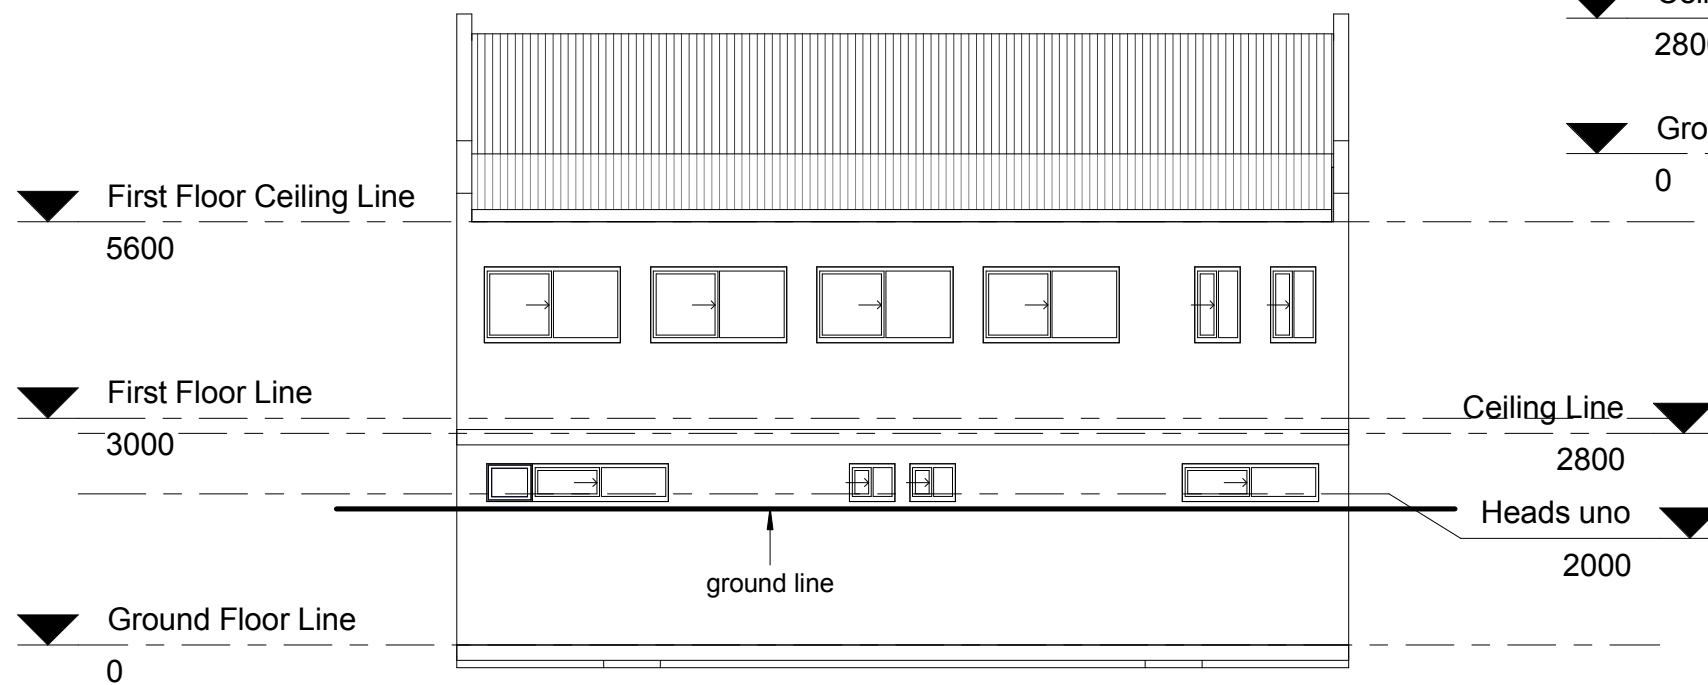 2800
0
First Floor Ceiling Line
5600
First Floor Line
3000
Ceiling Line
2800
Heads uno
2000
ground line
Ground Floor Line
0